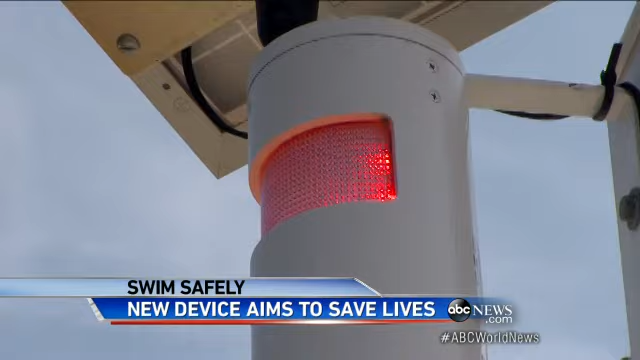 SWIM SAFELY
NEW DEVICE AIMS TO SAVE LIVES
abc NEWS
.com
#ABCWorldNews